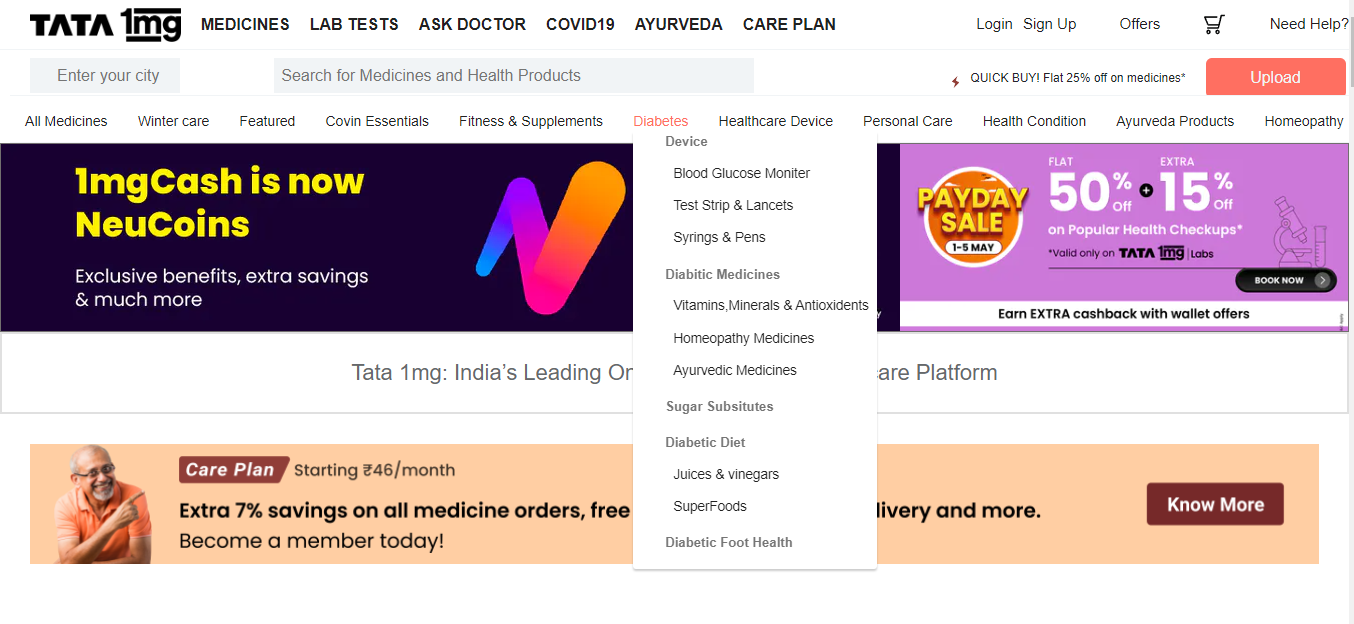 TATA 1mg MEDICINES LAB TESTS ASK DOCTOR COVID19 AYURVEDA CARE PLAN Login Sign Up Offers Need Help?
Enter your city Search for Medicines and Health Products QUICK BUY! Flat 25% off on medicines* Upload
All Medicines Winter care Featured Covin Essentials Fitness & Supplements Diabetes Healthcare Device Personal Care Health Condition Ayurveda Products Homeopathy
1mgCash is now
NeuCoins
Exclusive benefits, extra savings
& much more
Device
Blood Glucose Moniter
Test Strip & Lancets
Syrings & Pens
Diabitic Medicines
Vitamins,Minerals & Antioxidents
Homeopathy Medicines
Ayurvedic Medicines
Sugar Subsitutes
Diabetic Diet
Juices & vinegars
SuperFoods
Diabetic Foot Health
PAYDAY
SALE
1-5 MAY
FLAT EXTRA
50% Off + 15% Off
on Popular Health Checkups*
*Valid only on TATA 1mg | Labs
BOOK NOW
Earn EXTRA cashback with wallet offers
Tata 1mg: India’s Leading On are Platform
Care Plan Starting ₹46/month
Extra 7% savings on all medicine orders, free livery and more.
Become a member today!
Know More